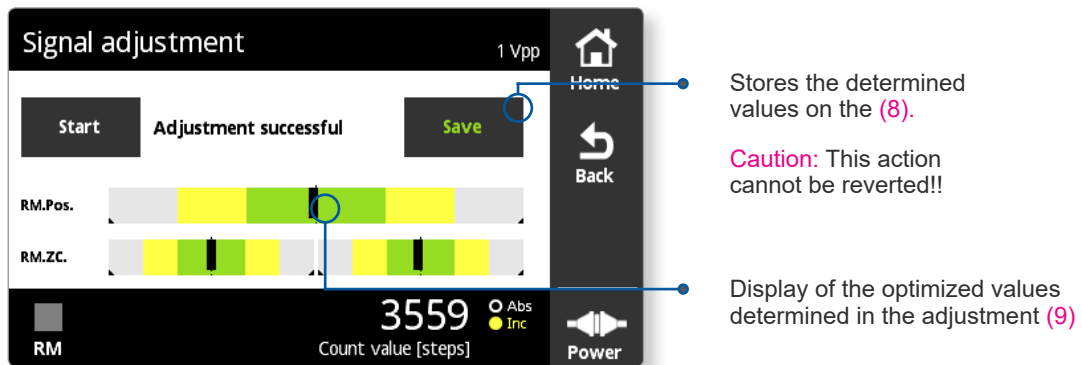 Signal adjustment
1 Vpp
Home
Start
Adjustment successful
Save
Back
RM.Pos.
RM.ZC.
RM
3559
Abs
Inc
Count value [steps]
Power
Stores the determined
values on the (8).
Caution: This action
cannot be reverted!!
Display of the optimized values
determined in the adjustment (9)